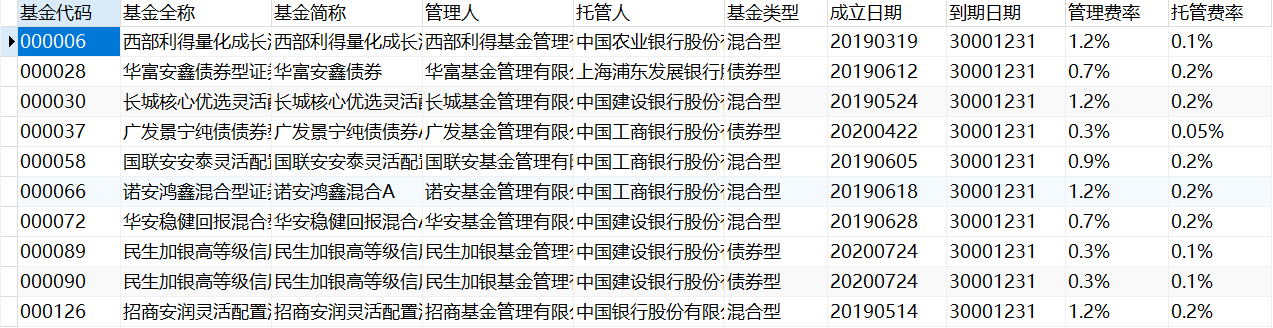 基金代码 基金全称 基金简称 管理人 托管人 基金类型 成立日期 到期日期 管理费率 托管费率
000006 西部利得量化成长 西部利得量化成长 西部利得基金管理 中国农业银行股份有 混合型 20190319 30001231 1.2% 0.1%
000028 华富安鑫债券型证 华富安鑫债券 华富基金管理有限公 上海浦东发展银行 债券型 20190612 30001231 0.7% 0.2%
000030 长城核心优选灵活 长城核心优选灵活 长城基金管理有限公 中国建设银行股份有 混合型 20190524 30001231 1.2% 0.2%
000037 广发景宁纯债债券 广发景宁纯债债券 广发基金管理有限公 中国工商银行股份有 债券型 20200422 30001231 0.3% 0.05%
000058 国联安安泰灵活配置 国联安安泰灵活配置 国联安基金管理有 中国工商银行股份有 混合型 20190605 30001231 0.9% 0.2%
000066 诺安鸿鑫混合型证 诺安鸿鑫混合A 诺安基金管理有限公 中国工商银行股份有 混合型 20190618 30001231 1.2% 0.2%
000072 华安稳健回报混合 华安稳健回报混合 华安基金管理有限公 中国建设银行股份有 混合型 20190628 30001231 0.7% 0.2%
000089 民生加银高等级信 民生加银高等级信 民生加银基金管理 中国建设银行股份有 债券型 20200724 30001231 0.3% 0.1%
000090 民生加银高等级信 民生加银高等级信 民生加银基金管理 中国建设银行股份有 债券型 20200724 30001231 0.3% 0.1%
000126 招商安润灵活配置 招商安润灵活配置 招商基金管理有限公 中国银行股份有限公 混合型 20190514 30001231 1.2% 0.2%